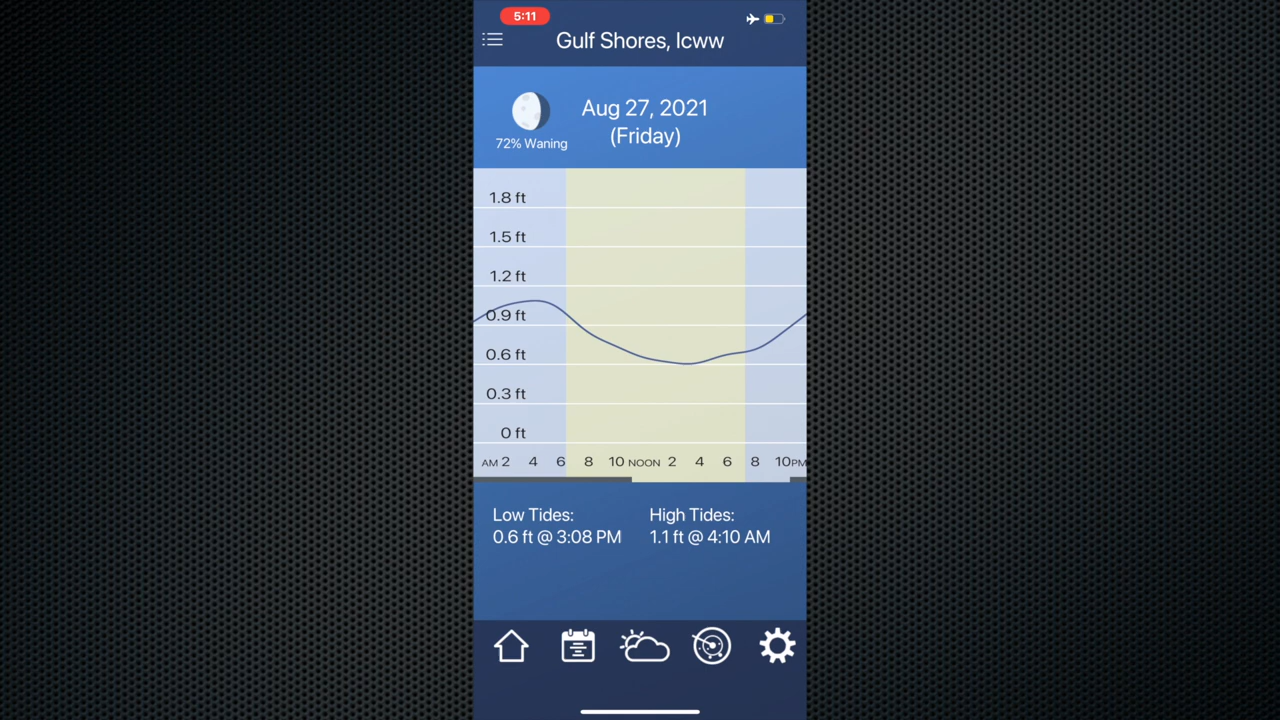 5:11
Gulf Shores, Icww
Aug 27, 2021
(Friday)
72% Waning
1.8 ft
1.5 ft
1.2 ft
0.9 ft
0.6 ft
0.3 ft
0 ft
AM 2 4 6 8 10 NOON 2 4 6 8 10 PM
Low Tides: High Tides:
0.6 ft @ 3:08 PM 1.1 ft @ 4:10 AM